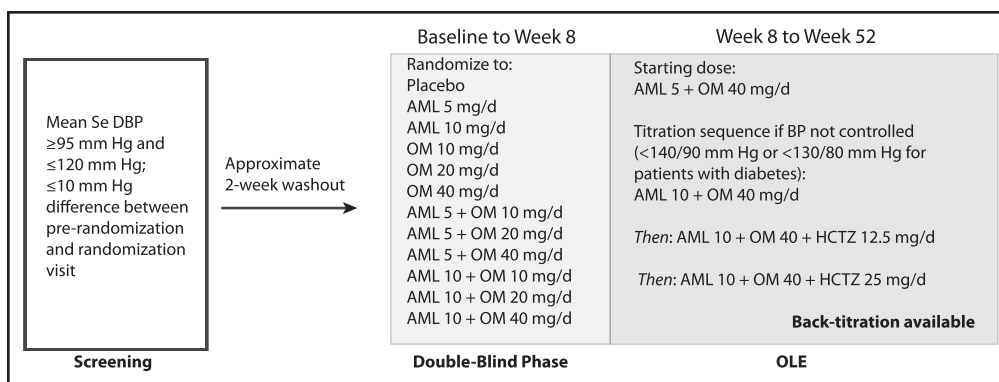 Baseline to Week 8
Week 8 to Week 52
Mean Se DBP
≥95 mm Hg and
≤120 mm Hg;
≤10 mm Hg
difference between
pre-randomization
and randomization
visit
Approximate
2-week washout
Randomize to:
Placebo
AML 5 mg/d
AML 10 mg/d
OM 10 mg/d
OM 20 mg/d
OM 40 mg/d
AML 5 + OM 10 mg/d
AML 5 + OM 20 mg/d
AML 5 + OM 40 mg/d
AML 10 + OM 10 mg/d
AML 10 + OM 20 mg/d
AML 10 + OM 40 mg/d
Starting dose:
AML 5 + OM 40 mg/d
Titration sequence if BP not controlled
(<140/90 mm Hg or <130/80 mm Hg for
patients with diabetes):
AML 10 + OM 40 mg/d
Then: AML 10 + OM 40 + HCTZ 12.5 mg/d
Then: AML 10 + OM 40 + HCTZ 25 mg/d
Back-titration available
Screening
Double-Blind Phase
OLE